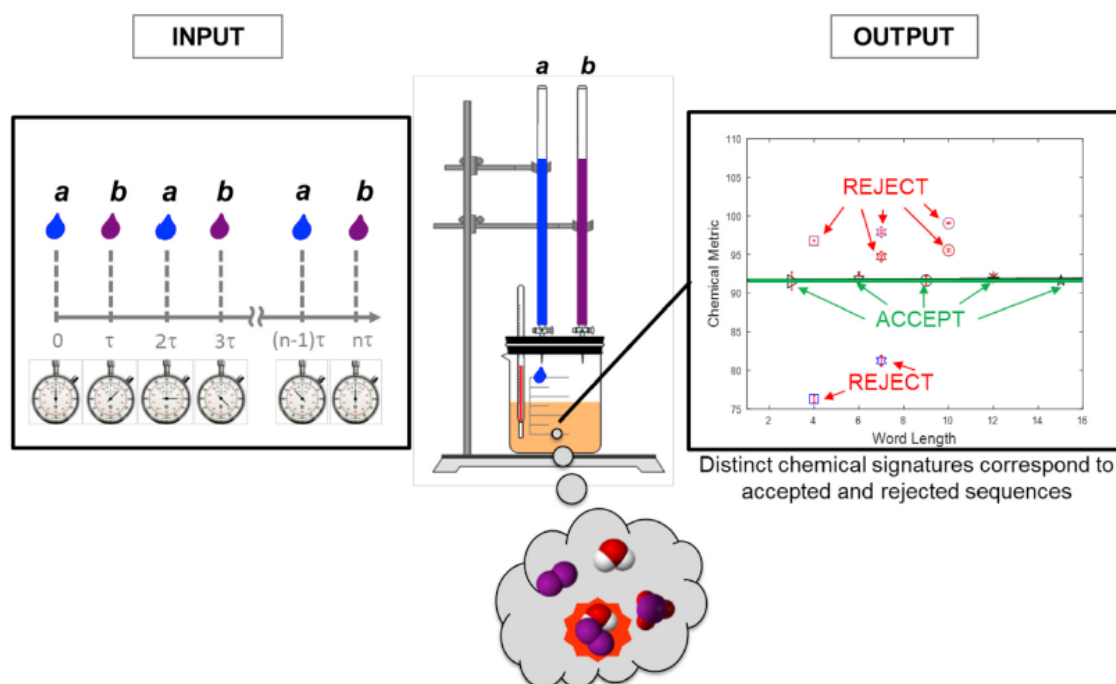 INPUT
OUTPUT
a b
a b a b a b
0 τ 2τ 3τ (n-1)τ nτ
110
105
100
95
90
85
80
75
Chemical Metric
REJECT
ACCEPT
REJECT
2 4 6 8 10 12 14 16
Word Length
Distinct chemical signatures correspond to
accepted and rejected sequences